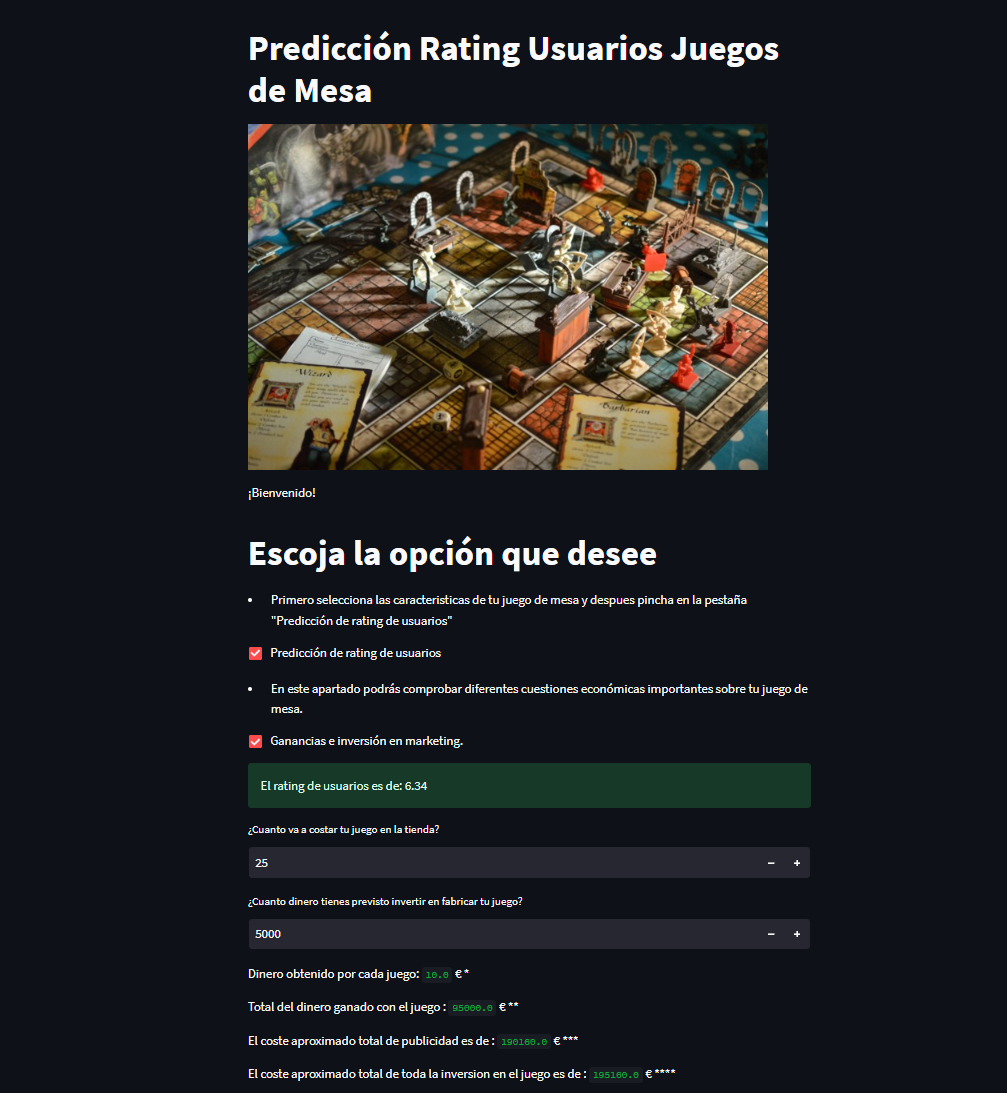 Predicción Rating Usuarios Juegos
de Mesa
Wizard
Barbarian
¡Bienvenido!
Escoja la opción que desee
Primero selecciona las caracteristicas de tu juego de mesa y despues pincha en la pestaña
"Predicción de rating de usuarios"
Predicción de rating de usuarios
En este apartado podrás comprobar diferentes cuestiones económicas importantes sobre tu juego de
mesa.
Ganancias e inversión en marketing.
El rating de usuarios es de: 6.34
¿Cuanto va a costar tu juego en la tienda?
25
¿Cuanto dinero tienes previsto invertir en fabricar tu juego?
5000
Dinero obtenido por cada juego: 10.0 € *
Total del dinero ganado con el juego : 95000.0 € **
El coste aproximado total de publicidad es de : 190160.0 € ***
El coste aproximado total de toda la inversion en el juego es de : 195160.0 € ****